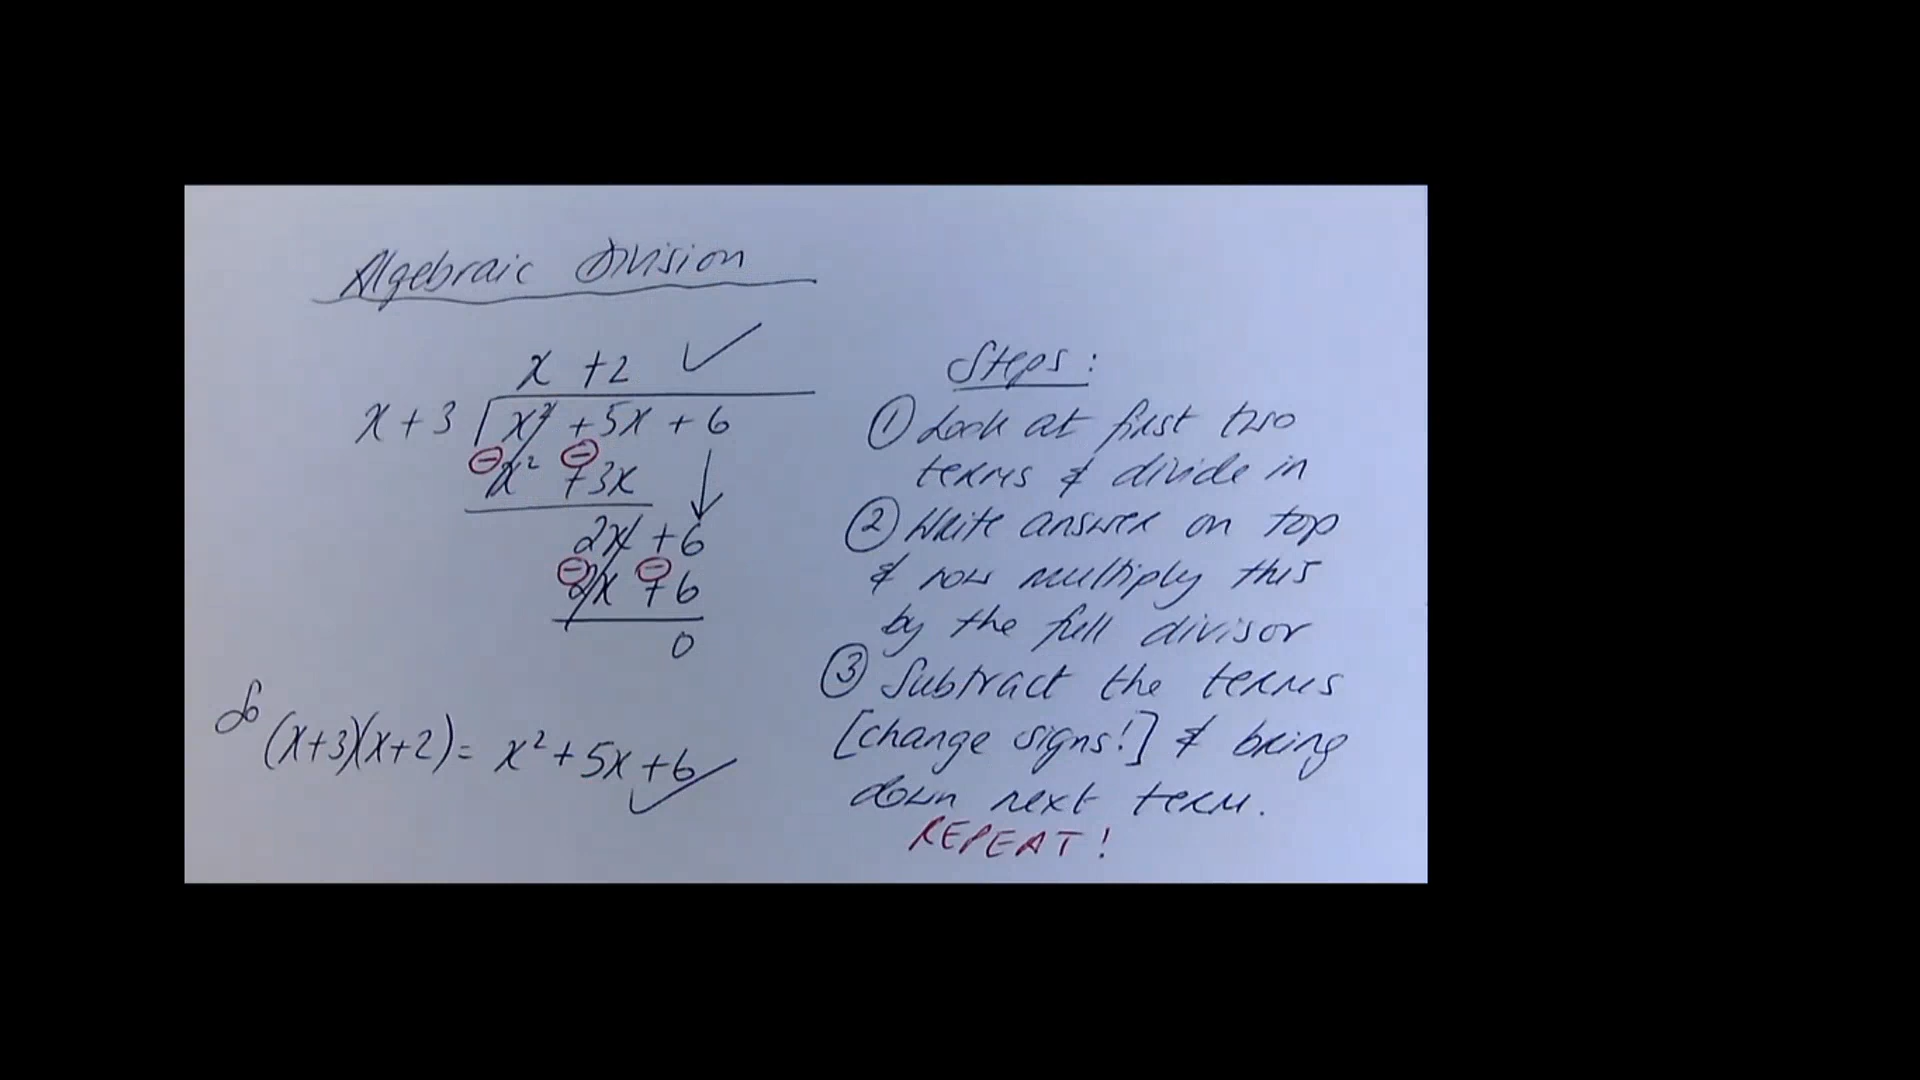 Algebraic Division
x + 2 ✓
x + 3 √ x² + 5x + 6
⊖ x² ⊖ + 3x
2x + 6
⊖ 2x ⊖ + 6
0
So (x+3)(x+2) = x² + 5x + 6 ✓
Steps:
① Look at first two
terms & divide in
② Write answer on top
& now multiply this
by the full divisor
③ Subtract the terms
[change signs!] & bring
down next term.
REPEAT!